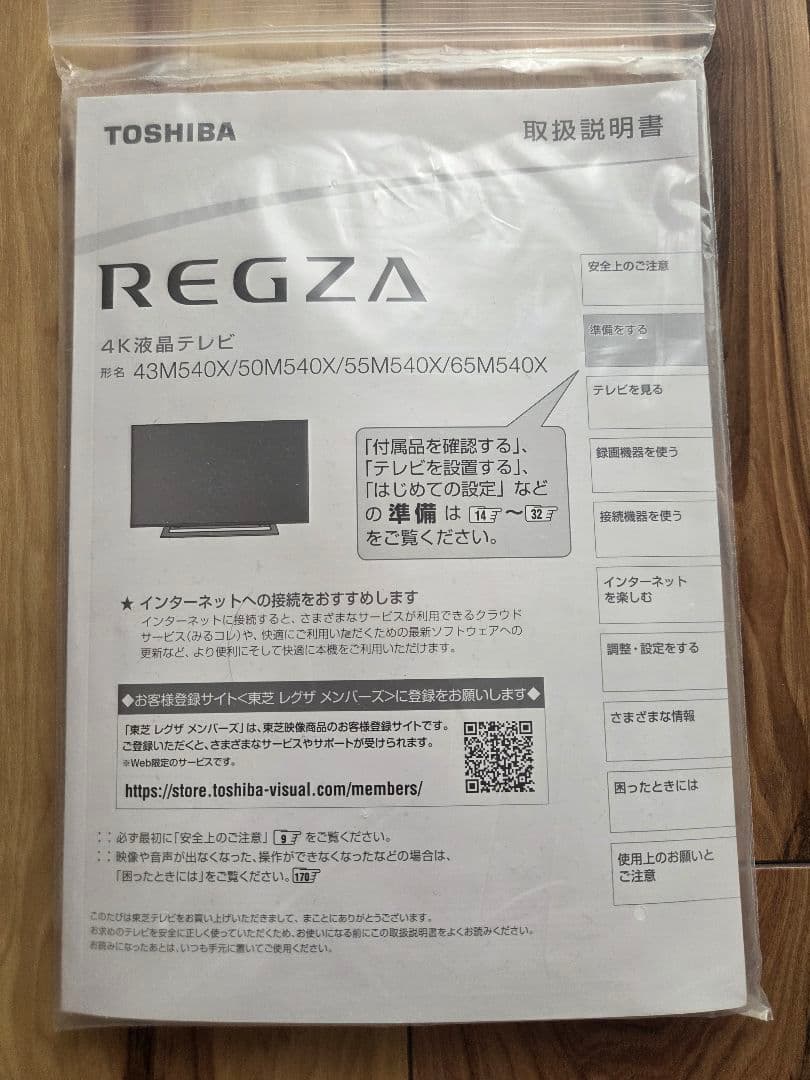 TOSHIBA
取扱説明書
REGZA
4K液晶テレビ
形名 43M540X/50M540X/55M540X/65M540X
「付属品を確認する」、
「テレビを設置する」、
「はじめての設定」など
の 準備 は 14 〜 32
をご覧ください。
安全上のご注意
準備をする
テレビを見る
録画機器を使う
接続機器を使う
インターネット
を楽しむ
調整・設定をする
さまざまな情報
困ったときには
使用上のお願いと
ご注意
★ インターネットへの接続をおすすめします
インターネットに接続すると、さまざまなサービスが利用できるクラウド
サービス(みるコレ)や、快適にご利用いただくための最新ソフトウェアへの
更新など、より便利にそして快適に本機をご利用いただけます。
◆お客様登録サイト<東芝 レグザ メンバーズ>に登録をお願いします◆
「東芝 レグザ メンバーズ」は、東芝映像商品のお客様登録サイトです。
ご登録いただくと、さまざまなサービスやサポートが受けられます。
※Web限定のサービスです。
https://store.toshiba-visual.com/members/
必ず最初に「安全上のご注意」 9 をご覧ください。
映像や音声が出なくなった、操作ができなくなったなどの場合は、
「困ったときには」をご覧ください。 170
このたびは東芝テレビをお買い上げいただきまして、まことにありがとうございます。
お求めのテレビを安全に正しく使っていただくため、お使いになる前にこの取扱説明書をよくお読みください。
お読みになったあとは、いつも手元に置いてご使用ください。